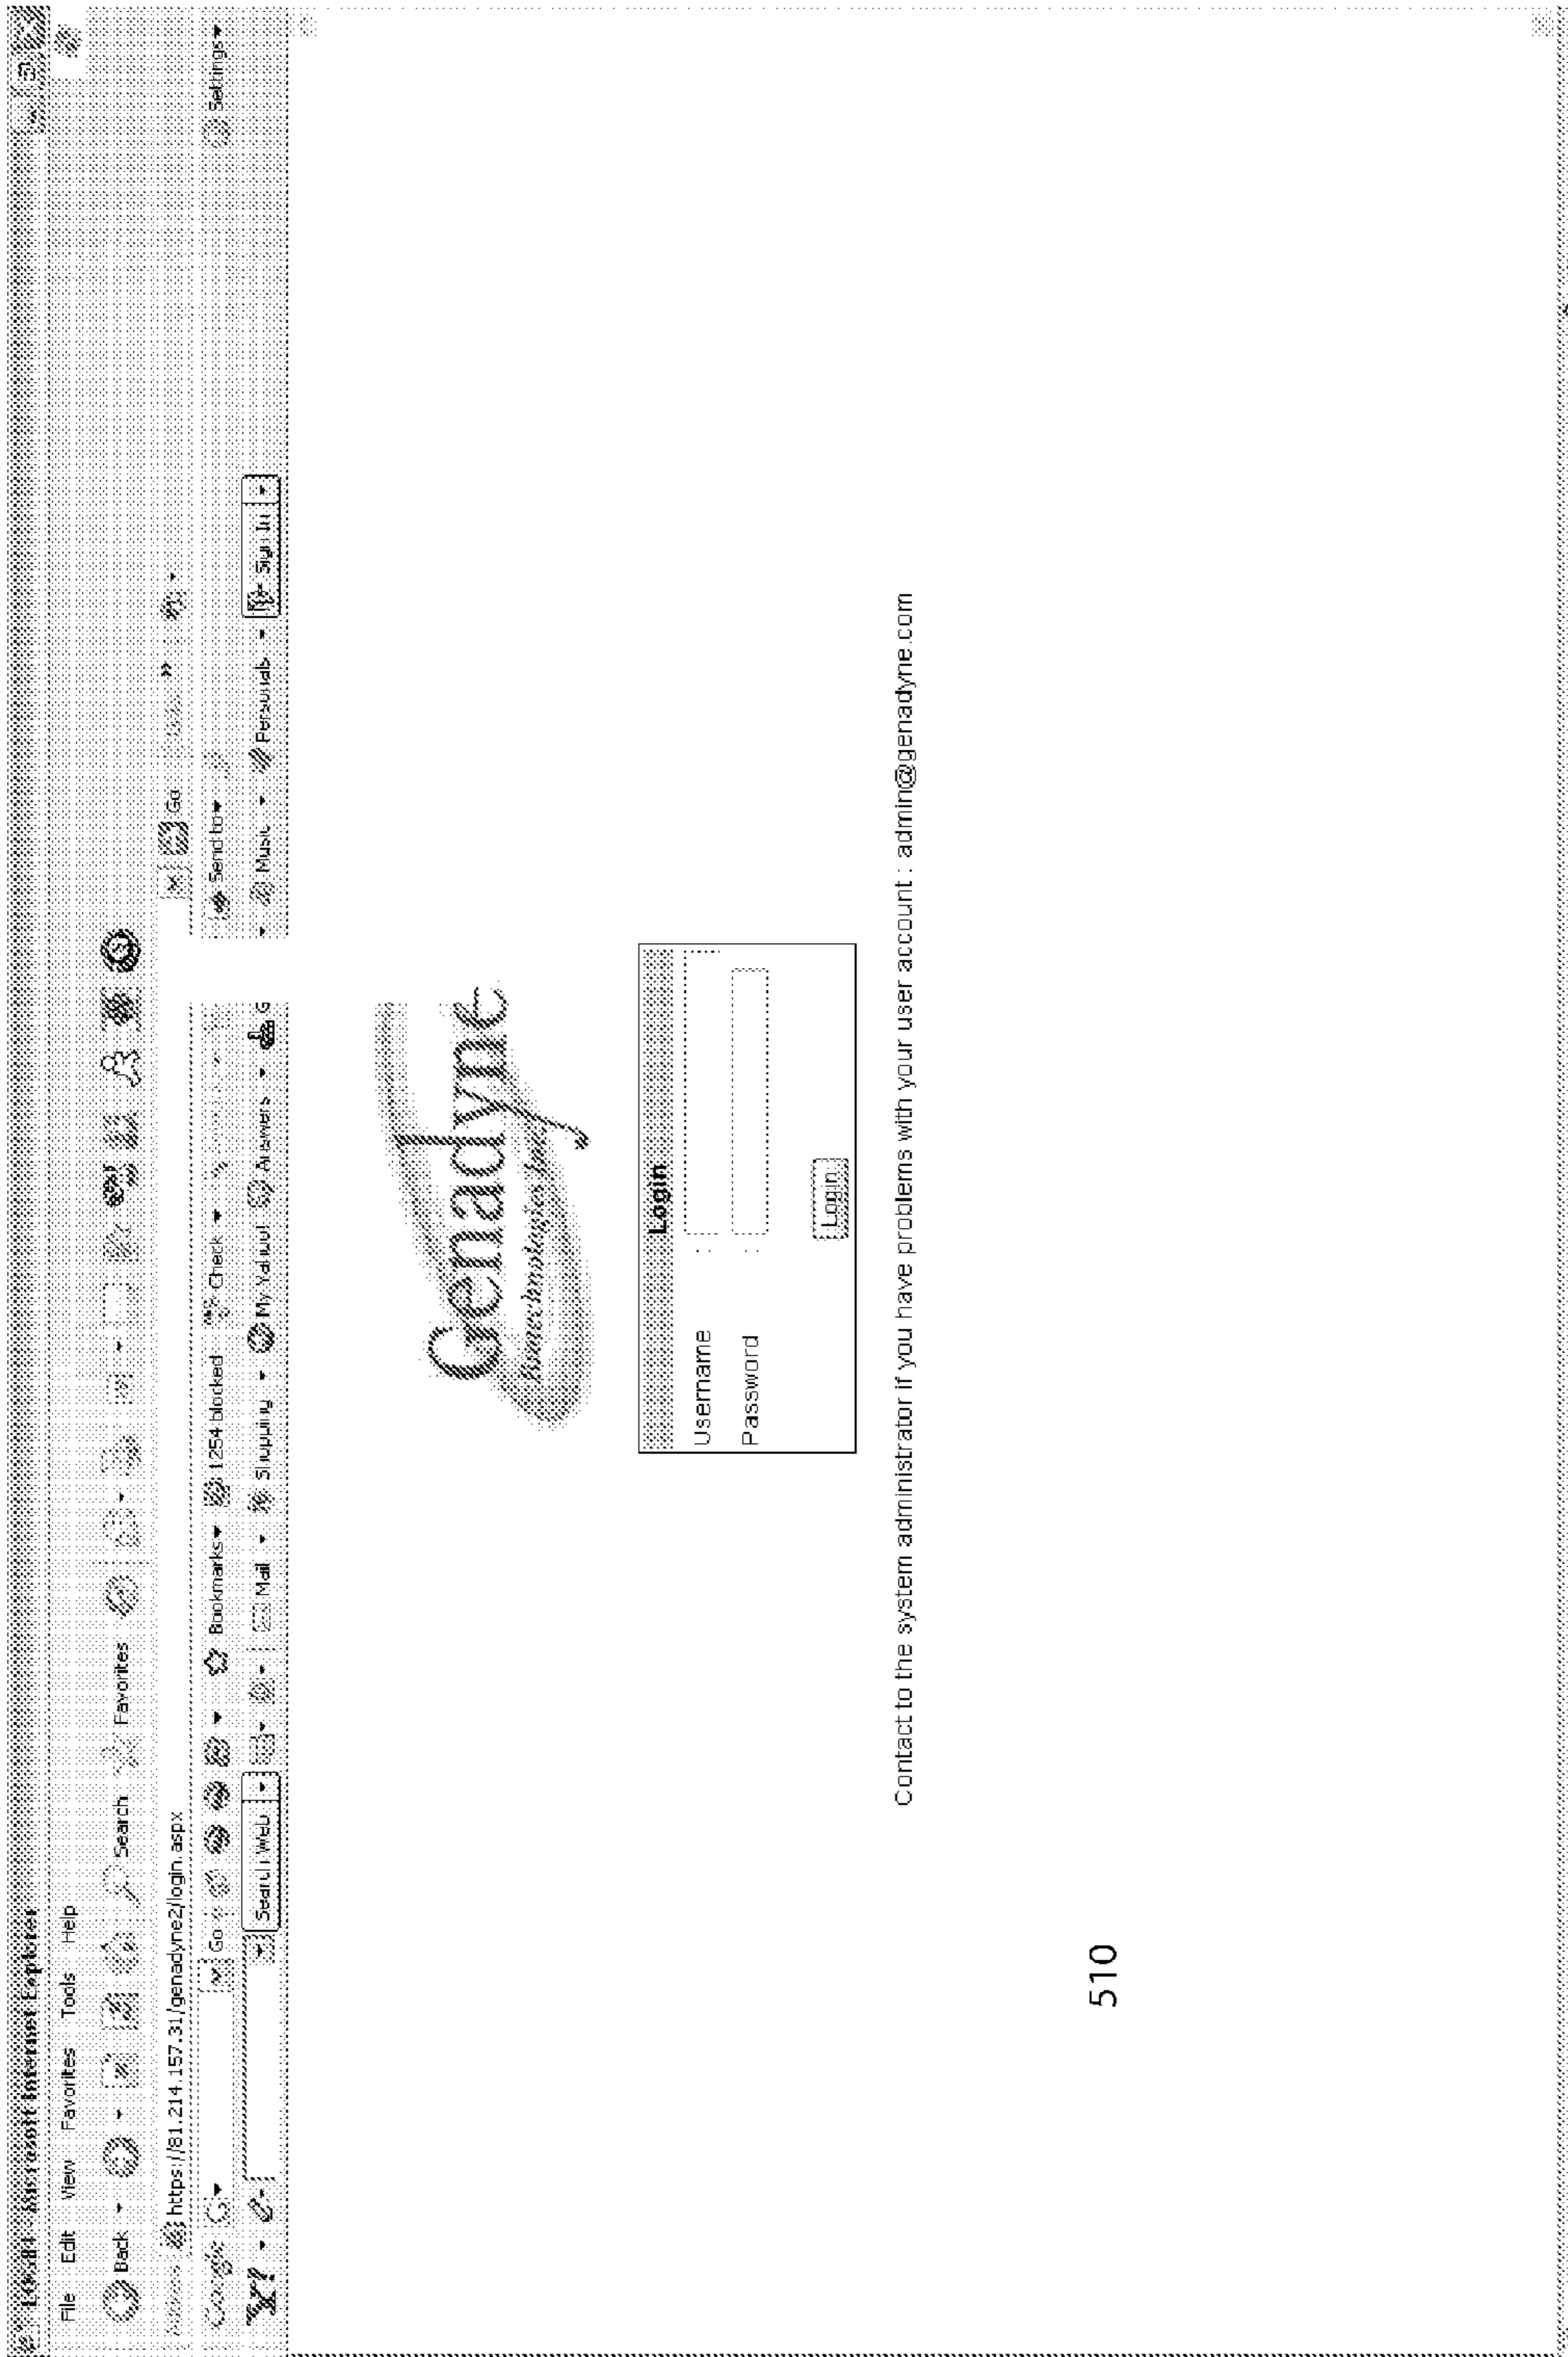 Microsoft Internet Explorer
File Edit View Favorites Tools Help
Back Search Favorites
Address https://81.214.157.31/genadyne2/login.aspx Go
Google Go Bookmarks 1254 blocked Check Send to Settings
Y! Search Web Mail Shopping My Yahoo! Answers G Music Personals Sign In
Genadyne
Login
Username :
Password :
Login
Contact to the system administrator if you have problems with your user account : admin@genadyne.com
510